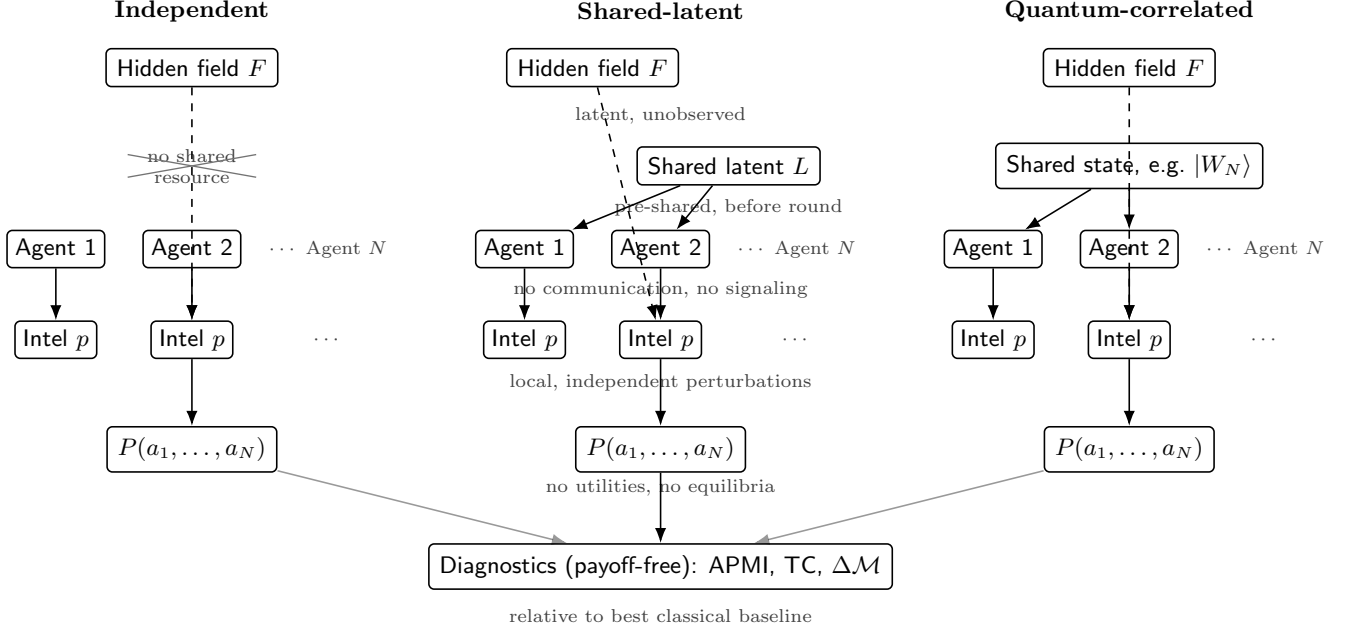 Independent
Shared-latent
Quantum-correlated
Hidden field F
Hidden field F
Hidden field F
latent, unobserved
no shared
resource
Shared latent L
Shared state, e.g. |W_N⟩
pre-shared, before round
Agent 1
Agent 2
··· Agent N
Agent 1
Agent 2
··· Agent N
Agent 1
Agent 2
··· Agent N
no communication, no signaling
Intel p
Intel p
···
Intel p
Intel p
···
Intel p
Intel p
···
local, independent perturbations
P(a₁, . . . , a_N)
P(a₁, . . . , a_N)
P(a₁, . . . , a_N)
no utilities, no equilibria
Diagnostics (payoff-free): APMI, TC, Δℳ
relative to best classical baseline